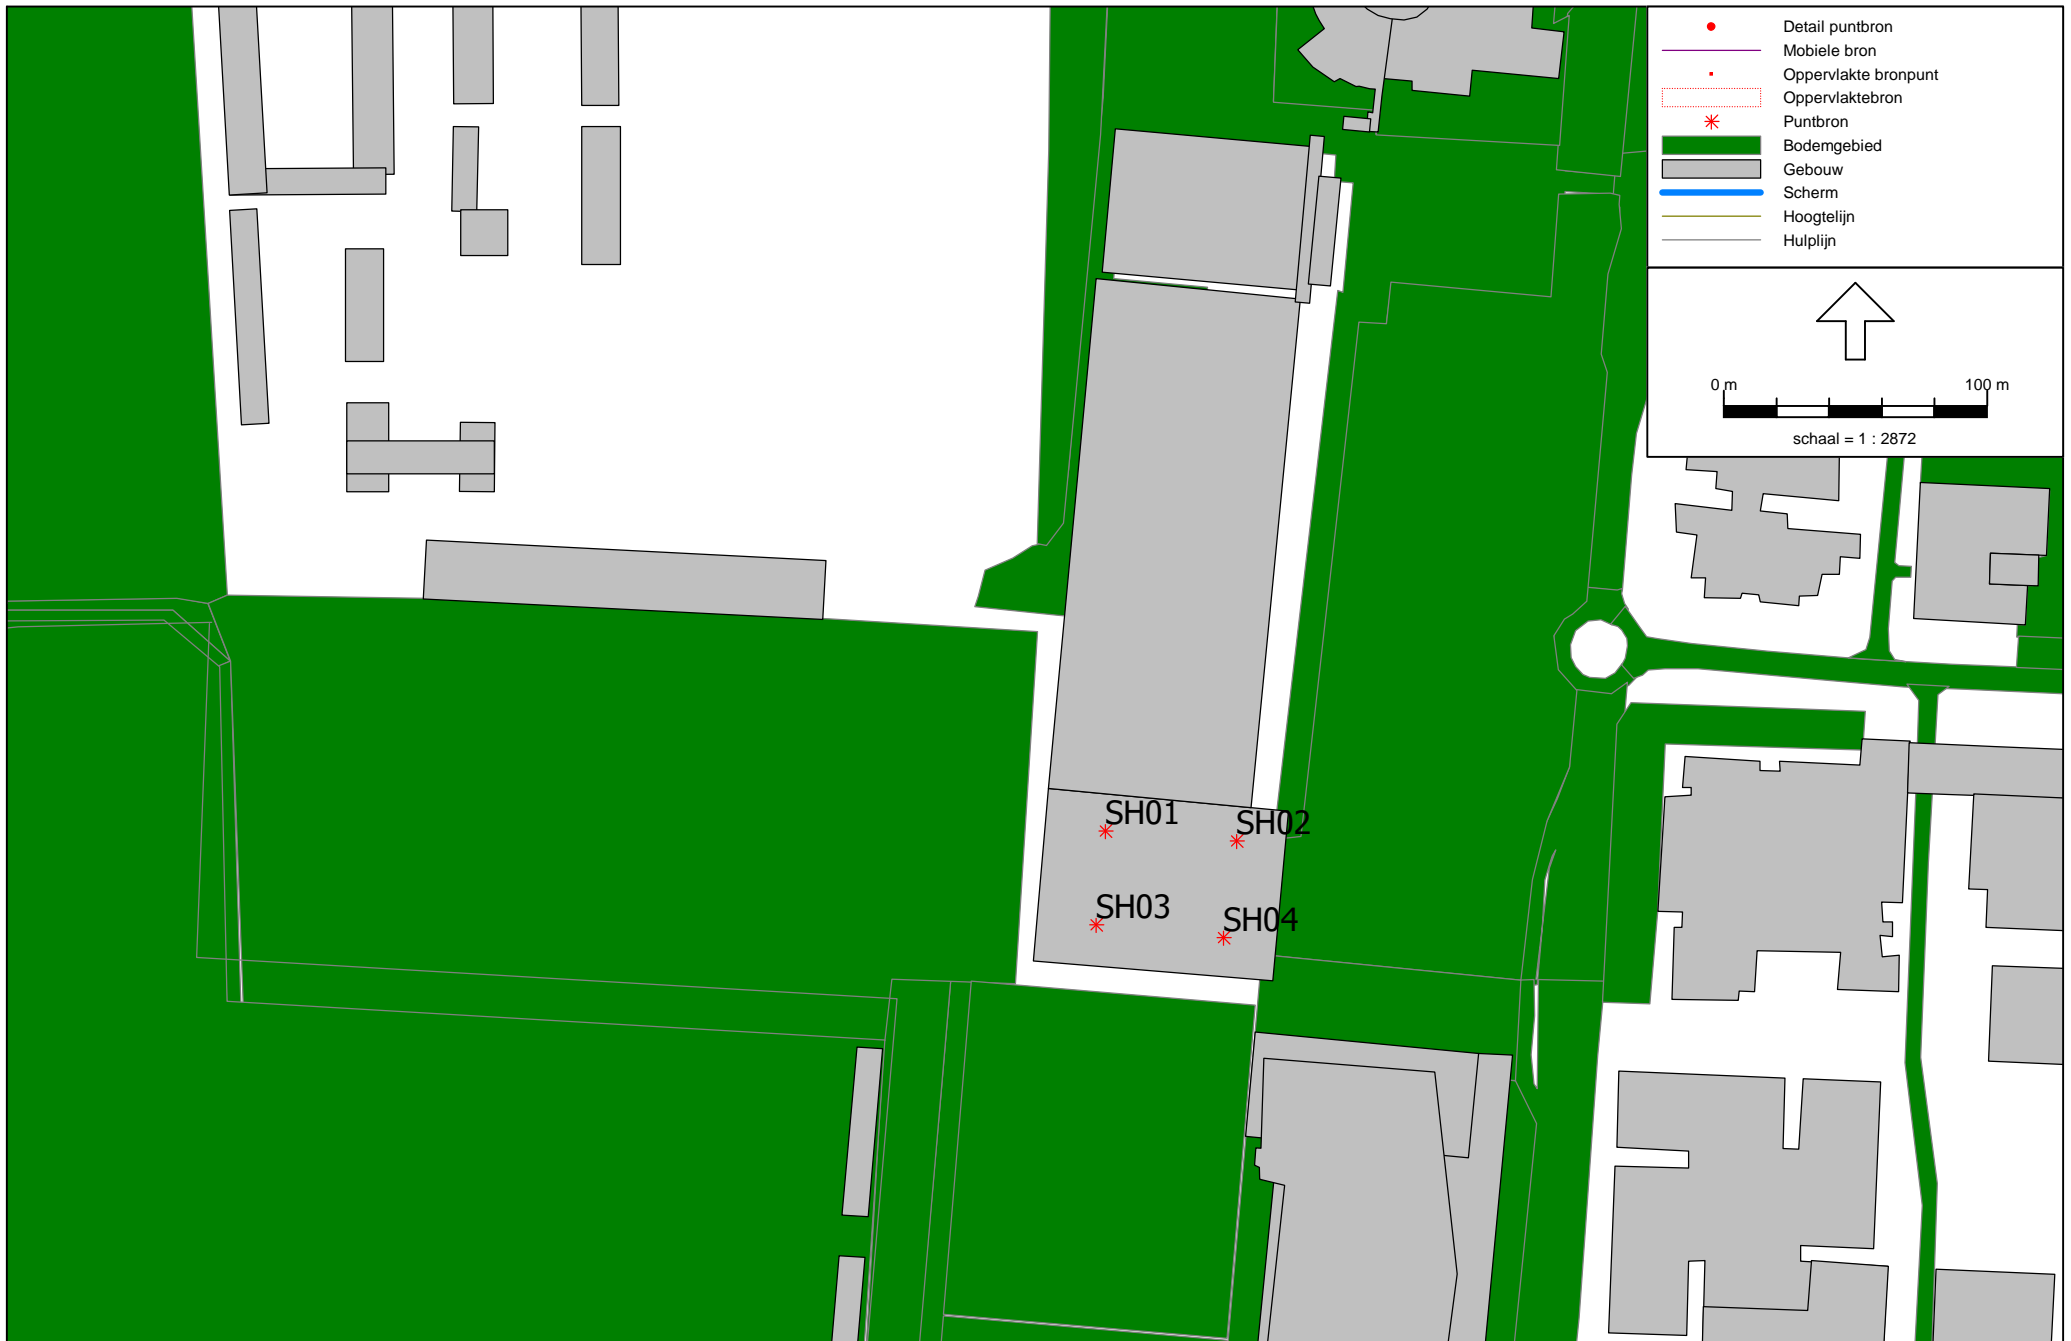 Detail puntbron
Mobiele bron
Oppervlakte bronpunt
Oppervlaktebron
Puntbron
Bodemgebied
Gebouw
Scherm
Hoogtelijn
Hulplijn
0 m 100 m
schaal = 1 : 2872
SH01
SH02
SH03
SH04